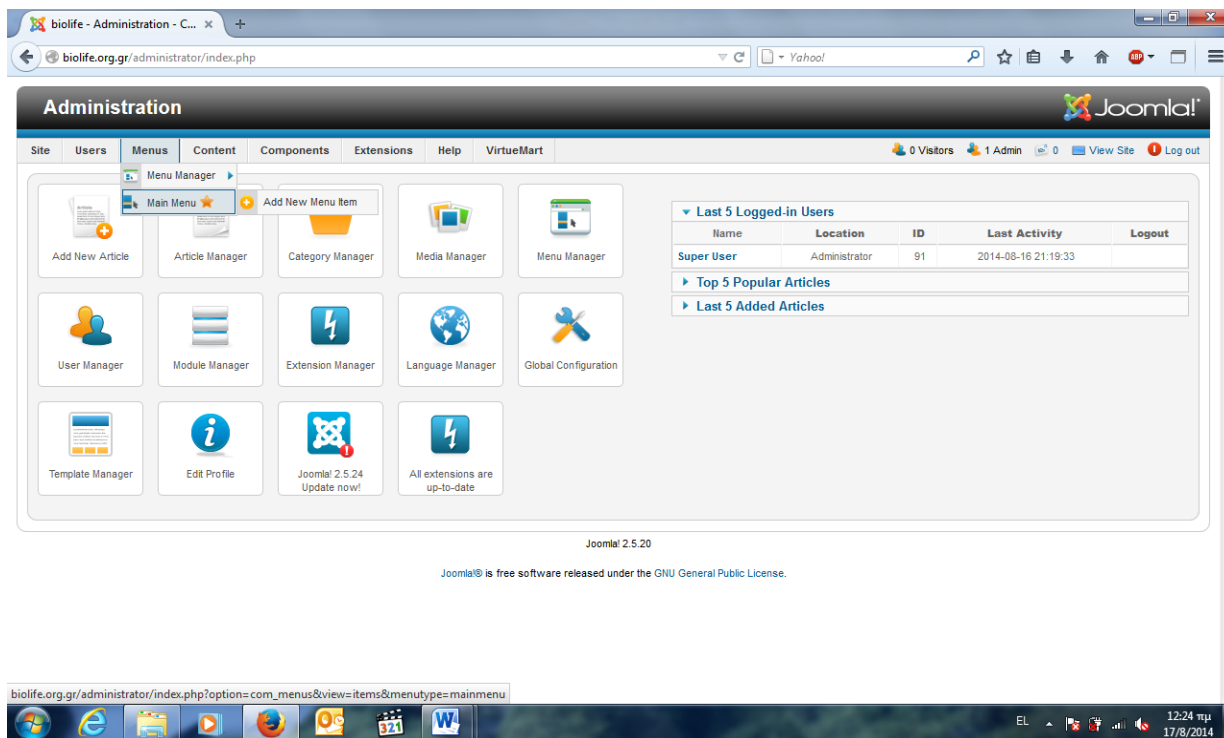 biolife - Administration - C...
biolife.org.gr/administrator/index.php
Yahoo!
ABP
Administration
Joomla!
Site Users Menus Content Components Extensions Help VirtueMart
0 Visitors 1 Admin 0 View Site Log out
Menu Manager
Main Menu
Add New Menu Item
Add New Article
Article Manager
Category Manager
Media Manager
Menu Manager
User Manager
Module Manager
Extension Manager
Language Manager
Global Configuration
Template Manager
Edit Profile
Joomla! 2.5.24
Update now!
All extensions are
up-to-date
Last 5 Logged-in Users
Name Location ID Last Activity Logout
Super User Administrator 91 2014-08-16 21:19:33
Top 5 Popular Articles
Last 5 Added Articles
Joomla! 2.5.20
Joomla!® is free software released under the GNU General Public License.
biolife.org.gr/administrator/index.php?option=com_menus&view=items&menutype=mainmenu
321
EL
12:24 πμ
17/8/2014